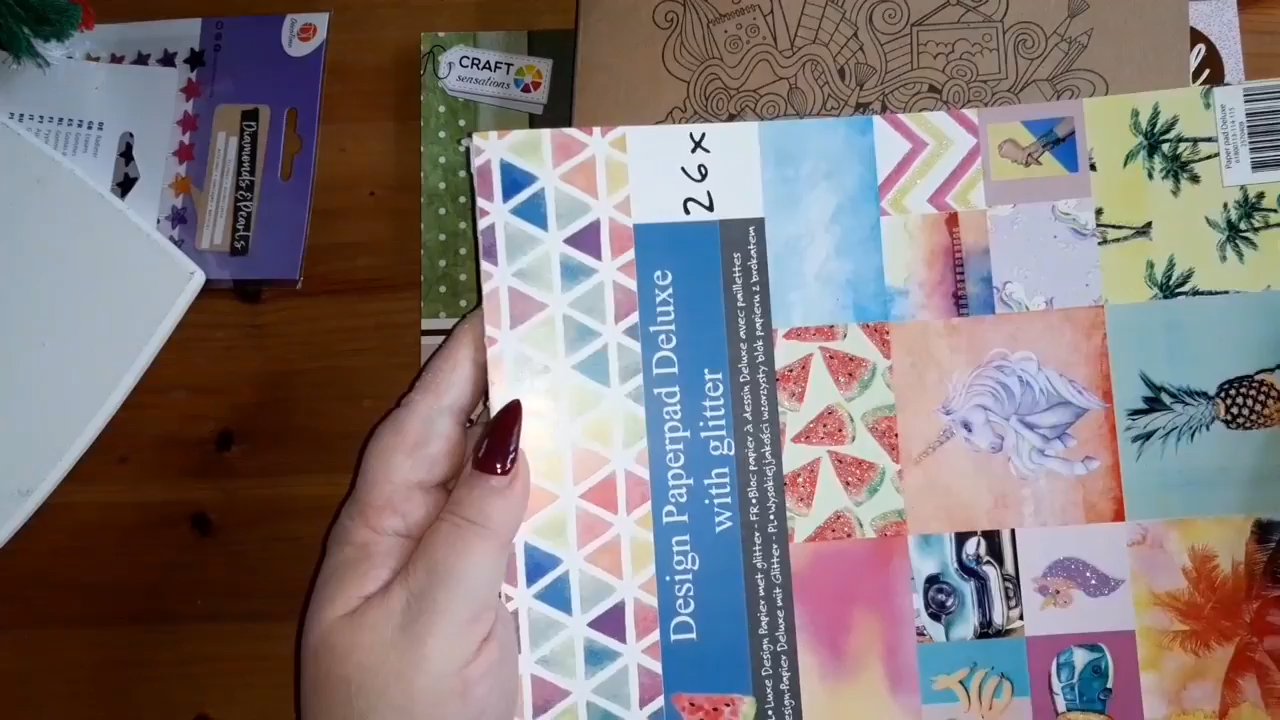 CRAFT
sensations
26x
Design Paperpad Deluxe
with glitter
Luxe Design Papier met glitter - FR•Bloc papier à dessin Deluxe avec paillettes
esign-Papier Deluxe mit Glitter - PL•Wysokiej jakości wzorzysty blok papieru z brokatem
Paper pad Deluxe
Diamonds & Pearls